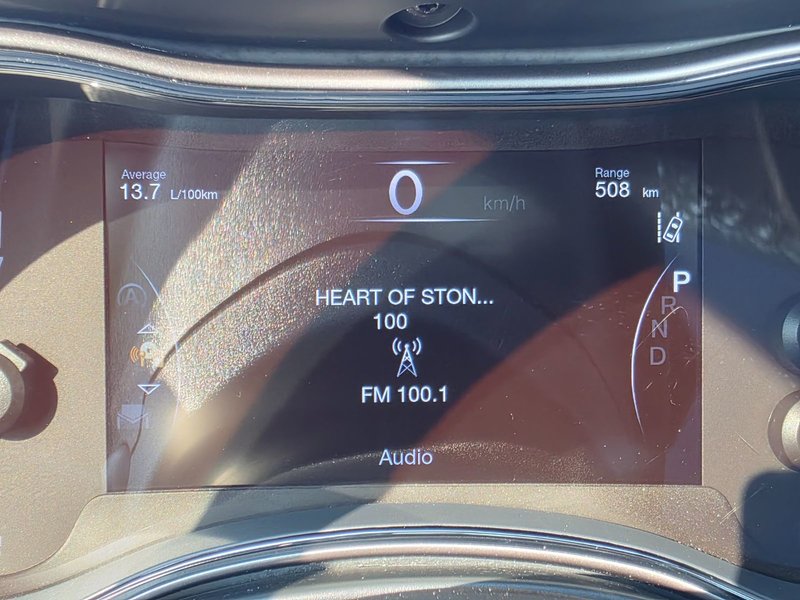 Average
13.7 L/100km
0 km/h
Range
508 km
A
HEART OF STON...
100
FM 100.1
Audio
P
R
N
D